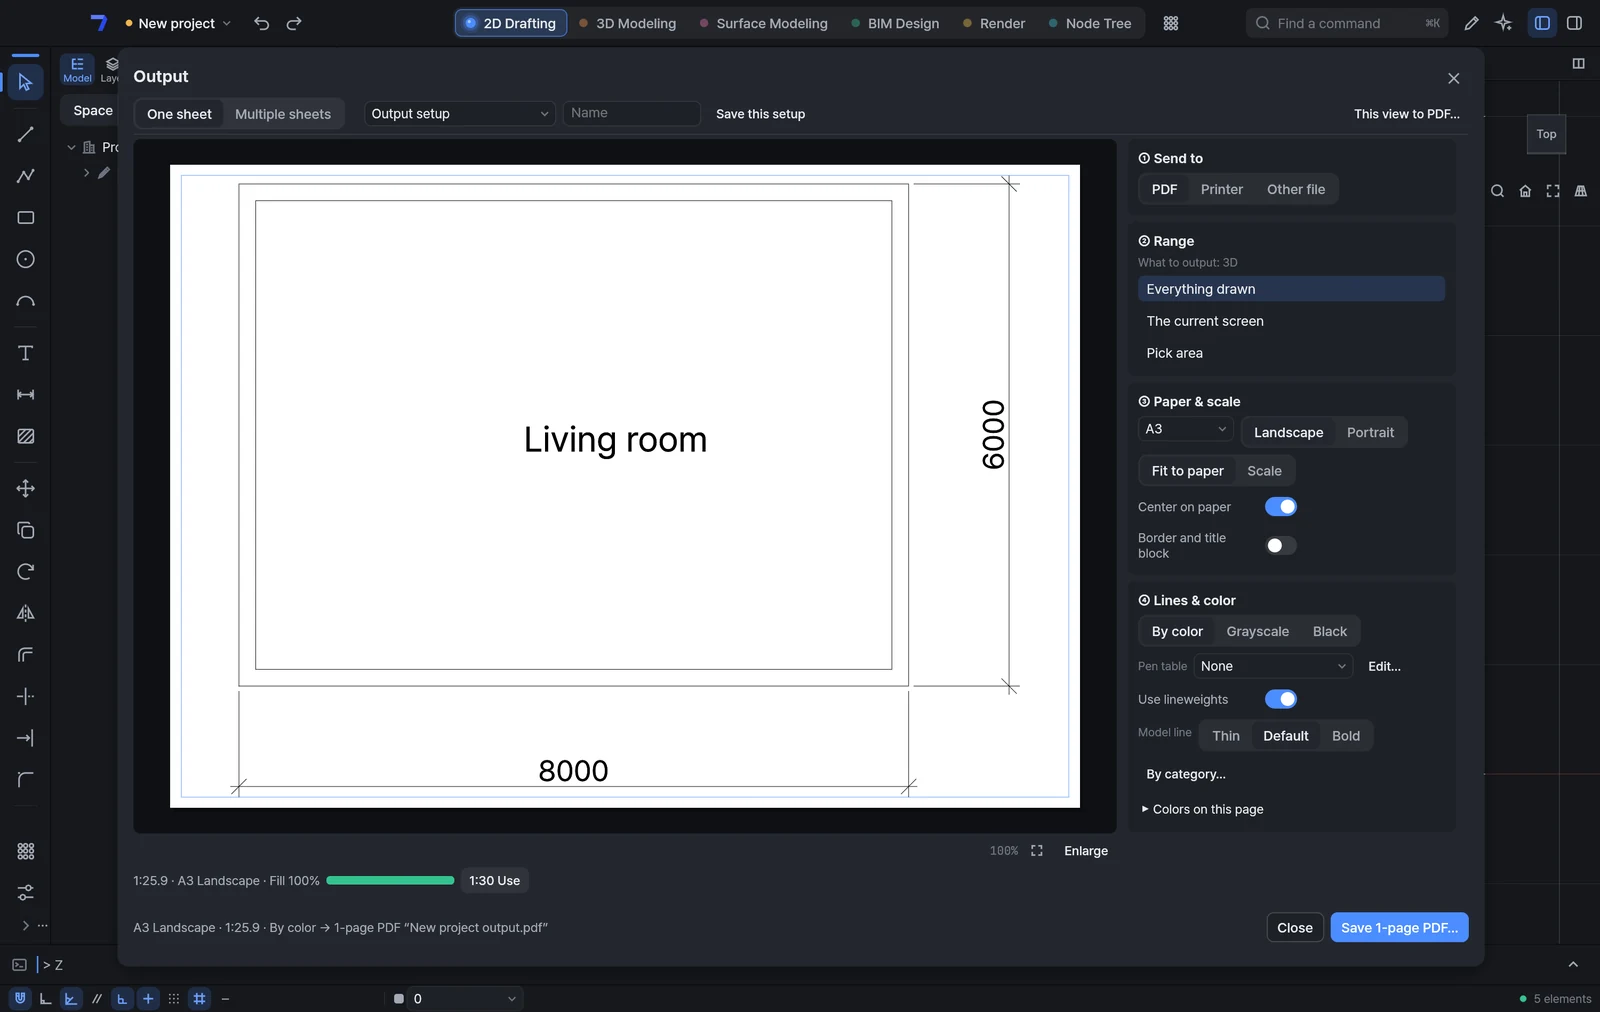 New project
2D Drafting
3D Modeling
Surface Modeling
BIM Design
Render
Node Tree
Find a command
⌘K
Model
Output
One sheet
Multiple sheets
Output setup
Name
Save this setup
This view to PDF...
Space
Top
Living room
6000
8000
① Send to
PDF
Printer
Other file
② Range
What to output: 3D
Everything drawn
The current screen
Pick area
③ Paper & scale
A3
Landscape
Portrait
Fit to paper
Scale
Center on paper
Border and title
block
④ Lines & color
By color
Grayscale
Black
Pen table
None
Edit...
Use lineweights
Model line
Thin
Default
Bold
By category...
Colors on this page
100%
Enlarge
1:25.9 · A3 Landscape · Fill 100%
1:30 Use
A3 Landscape · 1:25.9 · By color → 1-page PDF “New project output.pdf”
Close
Save 1-page PDF...
> Z
0
5 elements